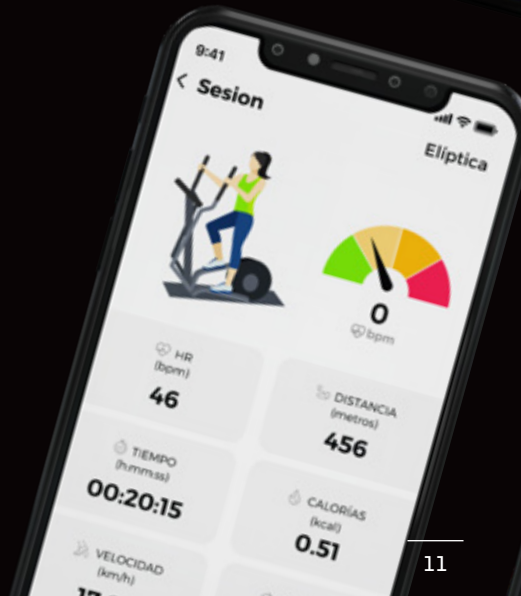 9:41
Sesion
Elíptica
0
bpm
HR
(bpm)
46
DISTANCIA
(metros)
456
TIEMPO
(h:mm:ss)
00:20:15
CALORÍAS
(kcal)
0.51
VELOCIDAD
(km/h)
11